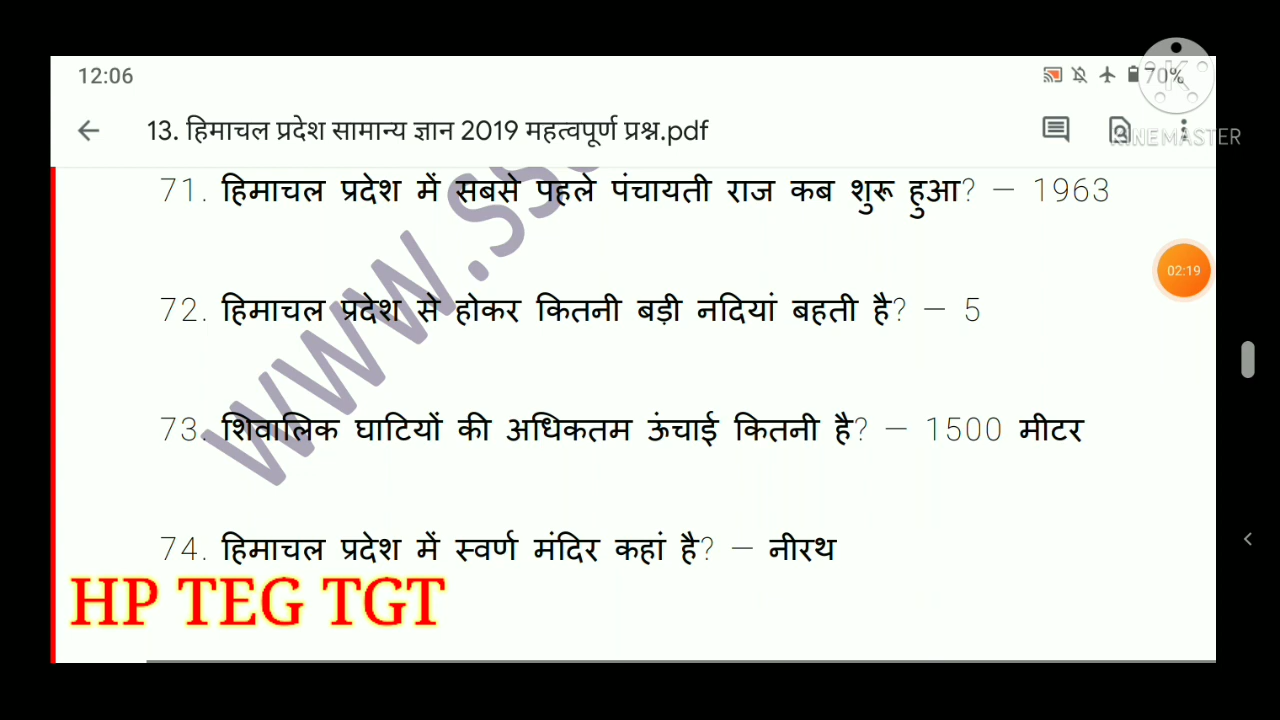 12:06
70%
13. हिमाचल प्रदेश सामान्य ज्ञान 2019 महत्वपूर्ण प्रश्न.pdf
KINEMASTER
71. हिमाचल प्रदेश में सबसे पहले पंचायती राज कब शुरू हुआ? – 1963
02:19
72. हिमाचल प्रदेश से होकर कितनी बड़ी नदियां बहती है? – 5
73. शिवालिक घाटियों की अधिकतम ऊंचाई कितनी है? – 1500 मीटर
74. हिमाचल प्रदेश में स्वर्ण मंदिर कहां है? – नीरथ
HP TEG TGT